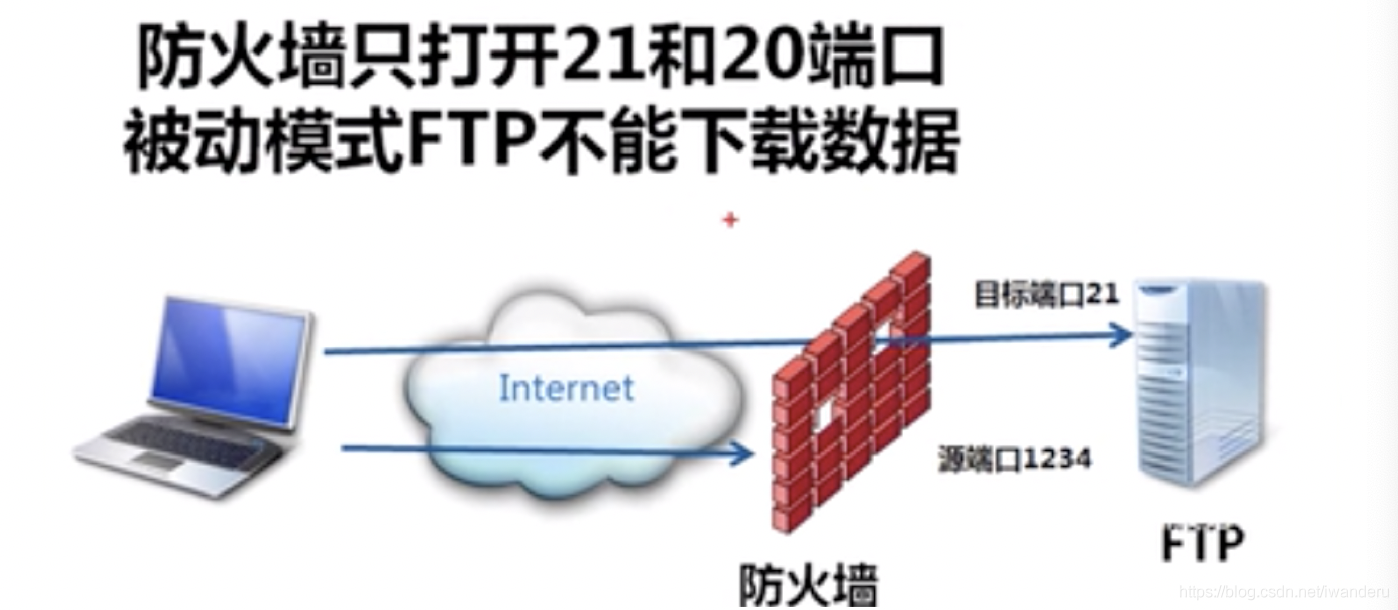 防火墙只打开21和20端口
被动模式FTP不能下载数据
目标端口21
Internet
源端口1234
FTP
防火墙
https://blog.csdn.net/iwanderu